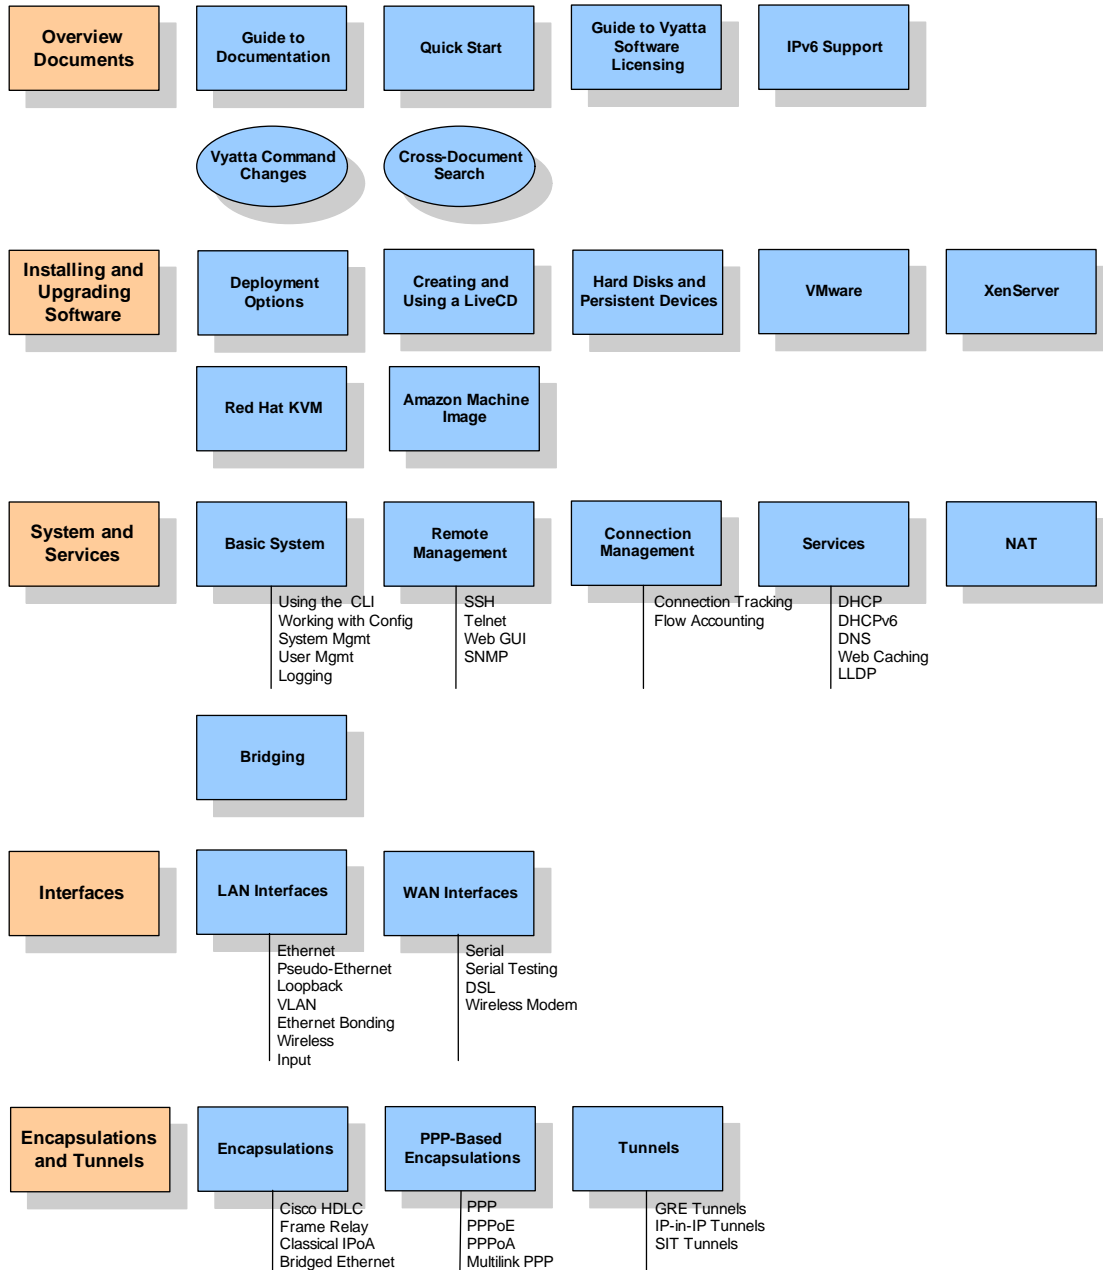 Overview
Documents
Guide to
Documentation
Quick Start
Guide to Vyatta
Software
Licensing
IPv6 Support
Vyatta Command
Changes
Cross-Document
Search
Installing and
Upgrading
Software
Deployment
Options
Creating and
Using a LiveCD
Hard Disks and
Persistent Devices
VMware
XenServer
Red Hat KVM
Amazon Machine
Image
System and
Services
Basic System
Using the CLI
Working with Config
System Mgmt
User Mgmt
Logging
Remote
Management
SSH
Telnet
Web GUI
SNMP
Connection
Management
Connection Tracking
Flow Accounting
Services
DHCP
DHCPv6
DNS
Web Caching
LLDP
NAT
Bridging
Interfaces
LAN Interfaces
Ethernet
Pseudo-Ethernet
Loopback
VLAN
Ethernet Bonding
Wireless
Input
WAN Interfaces
Serial
Serial Testing
DSL
Wireless Modem
Encapsulations
and Tunnels
Encapsulations
Cisco HDLC
Frame Relay
Classical IPoA
Bridged Ethernet
PPP-Based
Encapsulations
PPP
PPPoE
PPPoA
Multilink PPP
Tunnels
GRE Tunnels
IP-in-IP Tunnels
SIT Tunnels